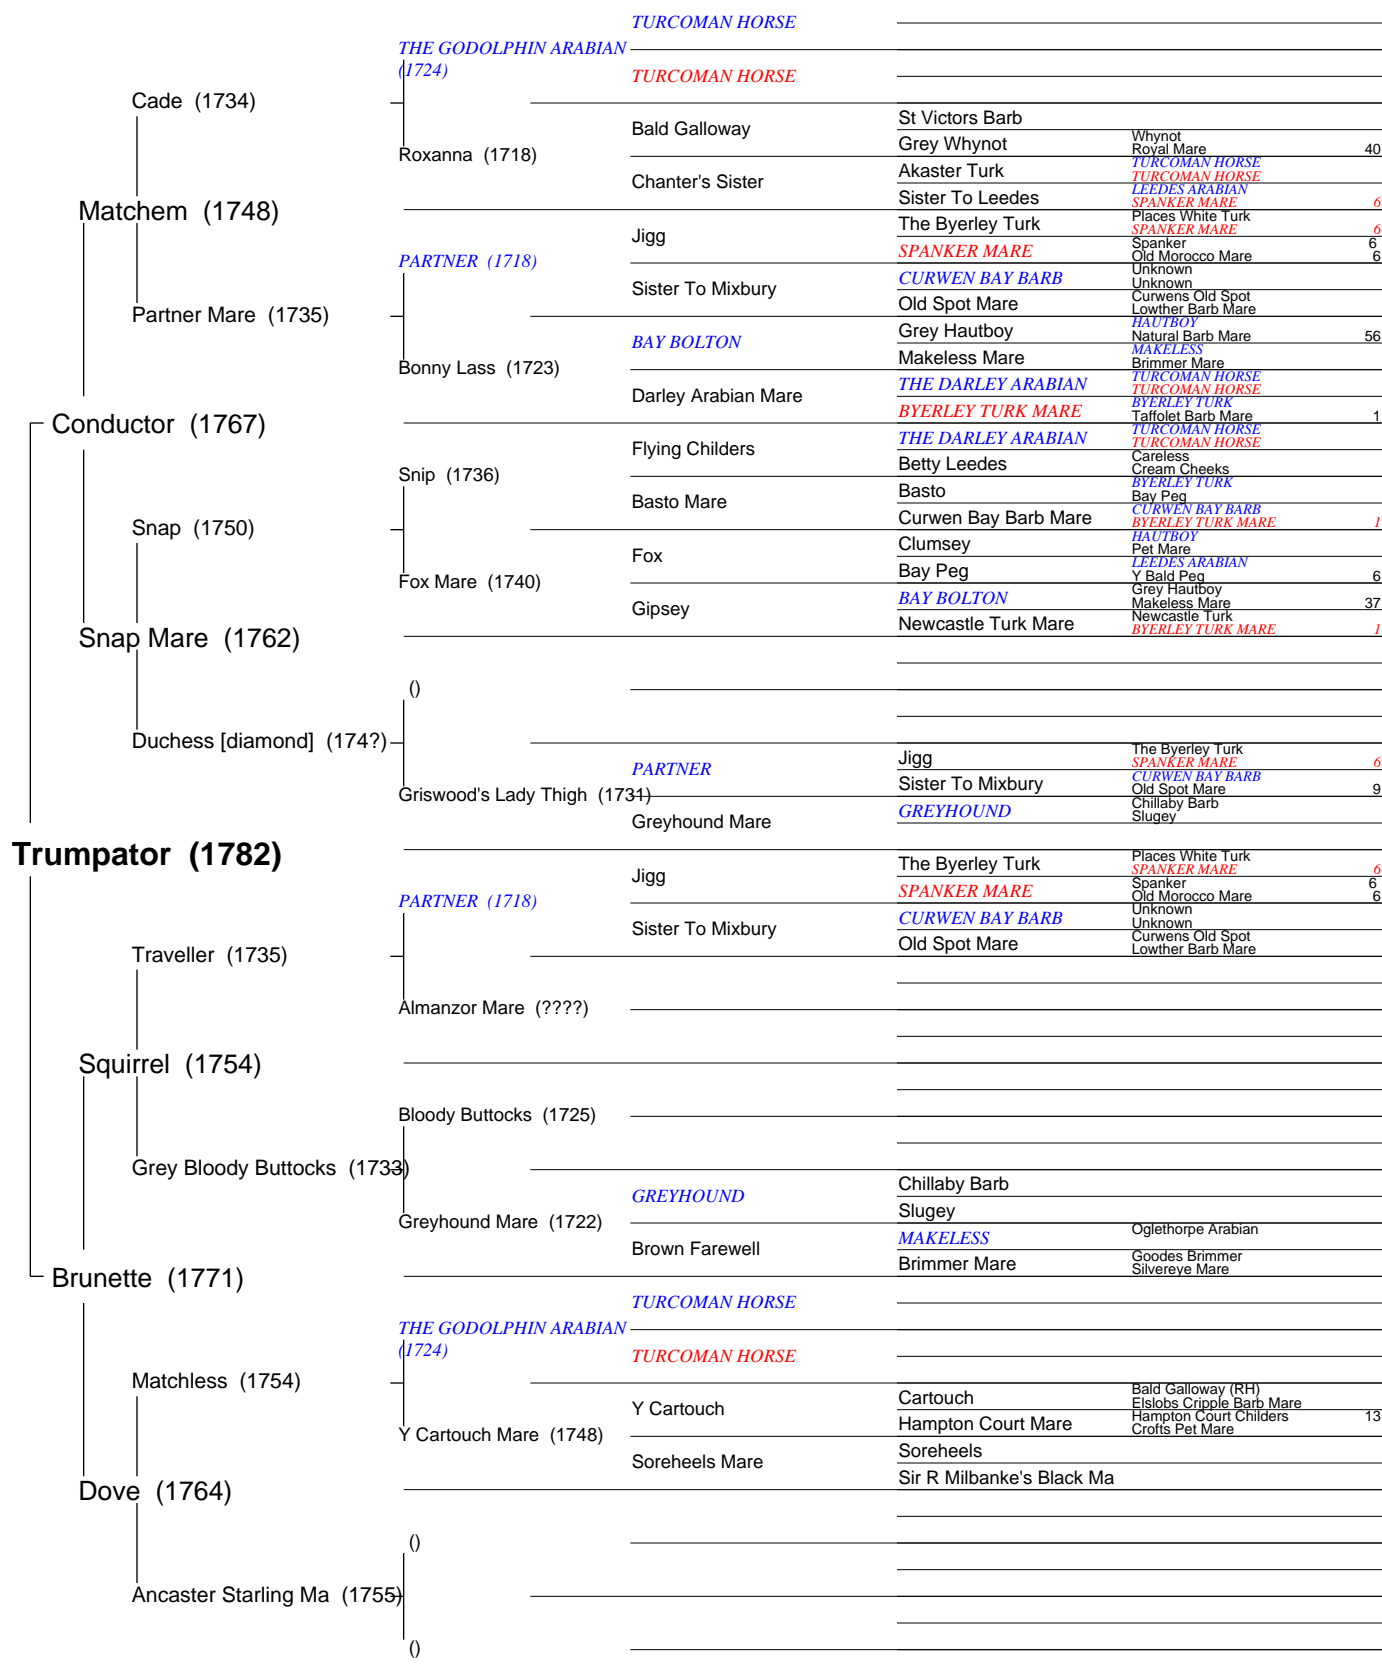 TURCOMAN HORSE
THE GODOLPHIN ARABIAN
(1724)
TURCOMAN HORSE
Cade (1734)
St Victors Barb
Bald Galloway
Grey Whynot
Whynot
Royal Mare 40
Roxanna (1718)
Akaster Turk
TURCOMAN HORSE
TURCOMAN HORSE
Chanter's Sister
Sister To Leedes
LEEDES ARABIAN
SPANKER MARE 6
Matchem (1748)
The Byerley Turk
Places White Turk
SPANKER MARE 6
Jigg
SPANKER MARE
Spanker 6
Old Morocco Mare 6
PARTNER (1718)
CURWEN BAY BARB
Unknown
Unknown
Sister To Mixbury
Old Spot Mare
Curwens Old Spot
Lowther Barb Mare
Partner Mare (1735)
Grey Hautboy
HAUTBOY
Natural Barb Mare 56
BAY BOLTON
Makeless Mare
MAKELESS
Brimmer Mare
Bonny Lass (1723)
THE DARLEY ARABIAN
TURCOMAN HORSE
TURCOMAN HORSE
Darley Arabian Mare
BYERLEY TURK MARE
BYERLEY TURK
Taffolet Barb Mare 1
Conductor (1767)
THE DARLEY ARABIAN
TURCOMAN HORSE
TURCOMAN HORSE
Flying Childers
Betty Leedes
Careless
Cream Cheeks
Snip (1736)
Basto
BYERLEY TURK
Bay Peg
Basto Mare
Curwen Bay Barb Mare
CURWEN BAY BARB
BYERLEY TURK MARE 1
Snap (1750)
Clumsey
HAUTBOY
Pet Mare
Fox
Bay Peg
LEEDES ARABIAN
Y Bald Peg 6
Fox Mare (1740)
BAY BOLTON
Grey Hautboy
Makeless Mare 37
Gipsey
Newcastle Turk Mare
Newcastle Turk
BYERLEY TURK MARE 1
Snap Mare (1762)
()
Duchess [diamond] (174?)
Jigg
The Byerley Turk
SPANKER MARE 6
PARTNER
Sister To Mixbury
CURWEN BAY BARB
Old Spot Mare 9
Griswood's Lady Thigh (1731)
GREYHOUND
Chillaby Barb
Slugey
Greyhound Mare
Trumpator (1782)
The Byerley Turk
Places White Turk
SPANKER MARE 6
Jigg
SPANKER MARE
Spanker 6
Old Morocco Mare 6
PARTNER (1718)
CURWEN BAY BARB
Unknown
Unknown
Sister To Mixbury
Old Spot Mare
Curwens Old Spot
Lowther Barb Mare
Traveller (1735)
Almanzor Mare (????)
Squirrel (1754)
Bloody Buttocks (1725)
Grey Bloody Buttocks (1733)
Chillaby Barb
GREYHOUND
Slugey
Greyhound Mare (1722)
MAKELESS
Oglethorpe Arabian
Brown Farewell
Brimmer Mare
Goodes Brimmer
Silvereye Mare
Brunette (1771)
TURCOMAN HORSE
THE GODOLPHIN ARABIAN
(1724)
TURCOMAN HORSE
Matchless (1754)
Cartouch
Bald Galloway (RH)
Elslobs Cripple Barb Mare
Y Cartouch
Hampton Court Mare
Hampton Court Childers 13
Crofts Pet Mare
Y Cartouch Mare (1748)
Soreheels
Soreheels Mare
Sir R Milbanke's Black Ma
Dove (1764)
()
Ancaster Starling Ma (1755)
()